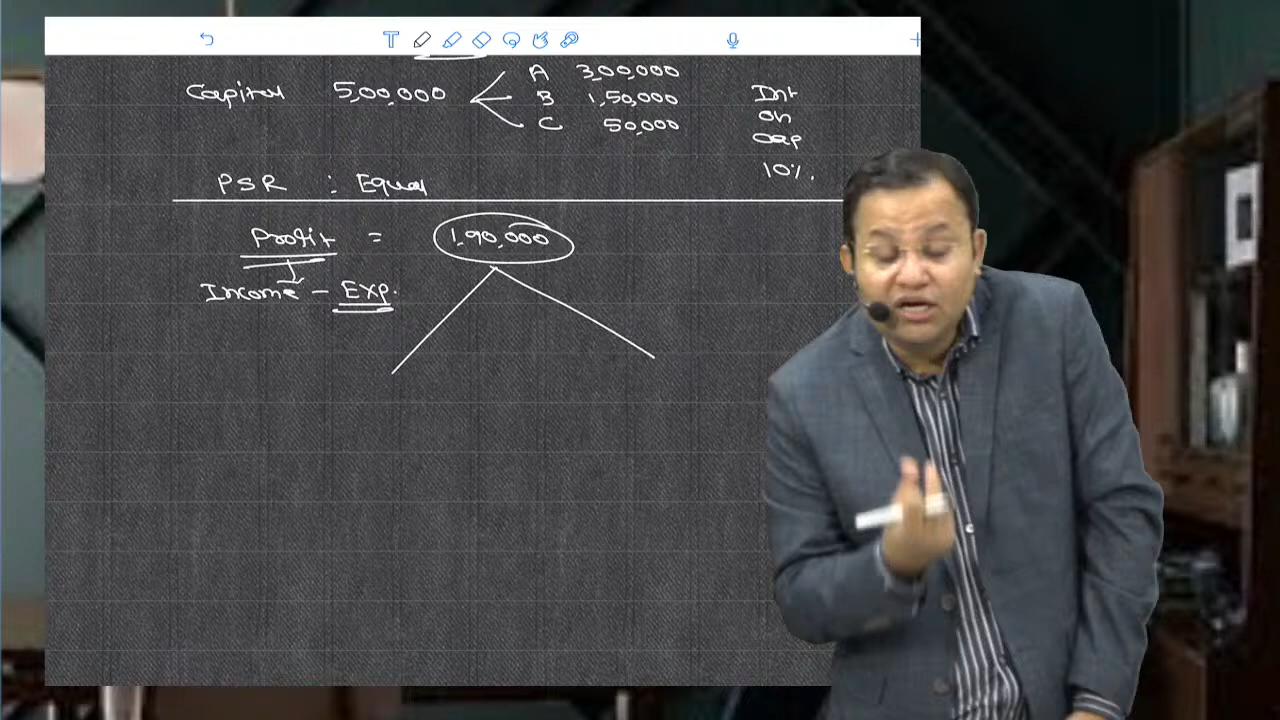 Capital 5,00,000 A 3,00,000
B 1,50,000
C 50,000
Int
on
cap
10%.
PSR : Equal
Profit = 1,90,000
Income - Exp.